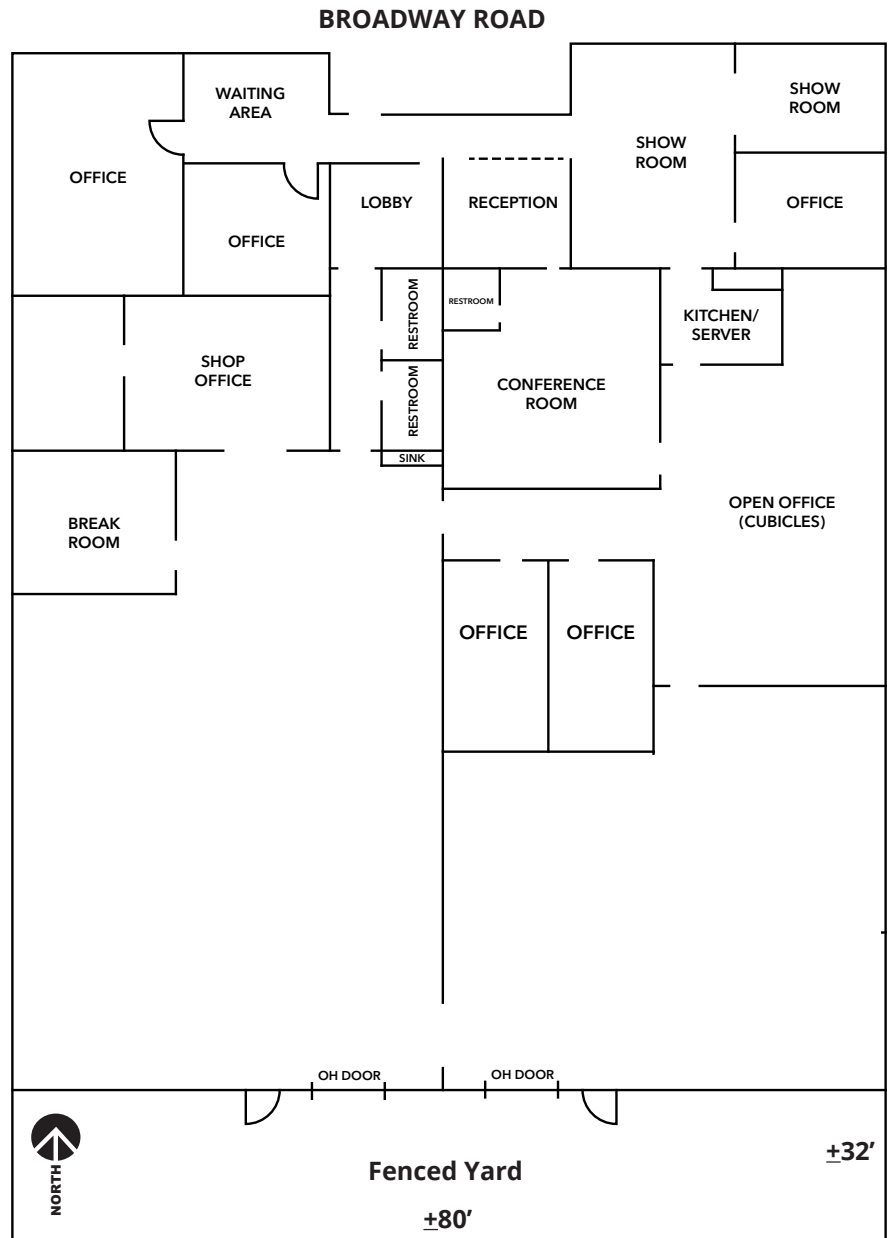 BROADWAY ROAD
WAITING
AREA
SHOW
ROOM
SHOW
ROOM
OFFICE
LOBBY
RECEPTION
OFFICE
OFFICE
RESTROOM
RESTROOM
KITCHEN/
SERVER
SHOP
OFFICE
RESTROOM
CONFERENCE
ROOM
SINK
BREAK
ROOM
OPEN OFFICE
(CUBICLES)
OFFICE
OFFICE
OH DOOR
OH DOOR
NORTH
Fenced Yard
±32’
±80’